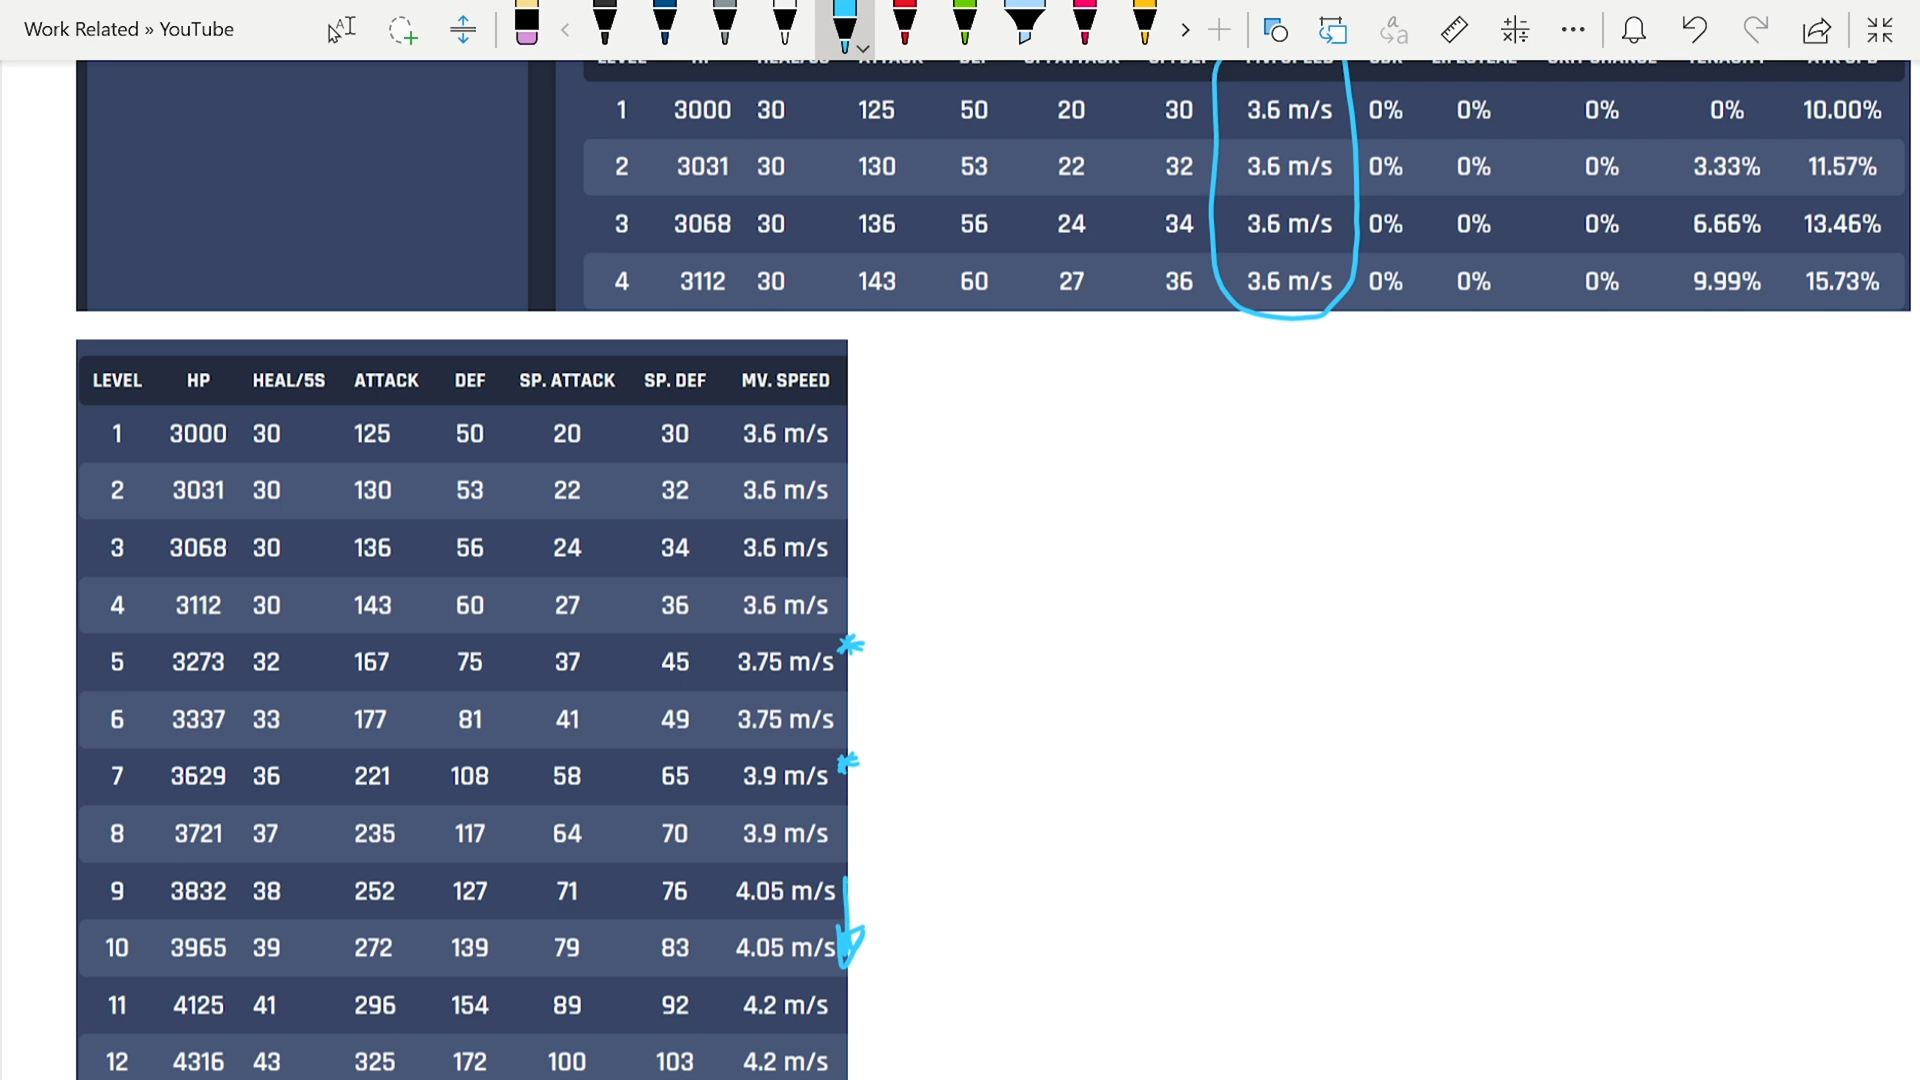 Work Related » YouTube
1 3000 30 125 50 20 30 3.6 m/s 0% 0% 0% 0% 10.00%
2 3031 30 130 53 22 32 3.6 m/s 0% 0% 0% 3.33% 11.57%
3 3068 30 136 56 24 34 3.6 m/s 0% 0% 0% 6.66% 13.46%
4 3112 30 143 60 27 36 3.6 m/s 0% 0% 0% 9.99% 15.73%
LEVEL HP HEAL/5S ATTACK DEF SP. ATTACK SP. DEF MV. SPEED
1 3000 30 125 50 20 30 3.6 m/s
2 3031 30 130 53 22 32 3.6 m/s
3 3068 30 136 56 24 34 3.6 m/s
4 3112 30 143 60 27 36 3.6 m/s
5 3273 32 167 75 37 45 3.75 m/s
6 3337 33 177 81 41 49 3.75 m/s
7 3629 36 221 108 58 65 3.9 m/s
8 3721 37 235 117 64 70 3.9 m/s
9 3832 38 252 127 71 76 4.05 m/s
10 3965 39 272 139 79 83 4.05 m/s
11 4125 41 296 154 89 92 4.2 m/s
12 4316 43 325 172 100 103 4.2 m/s